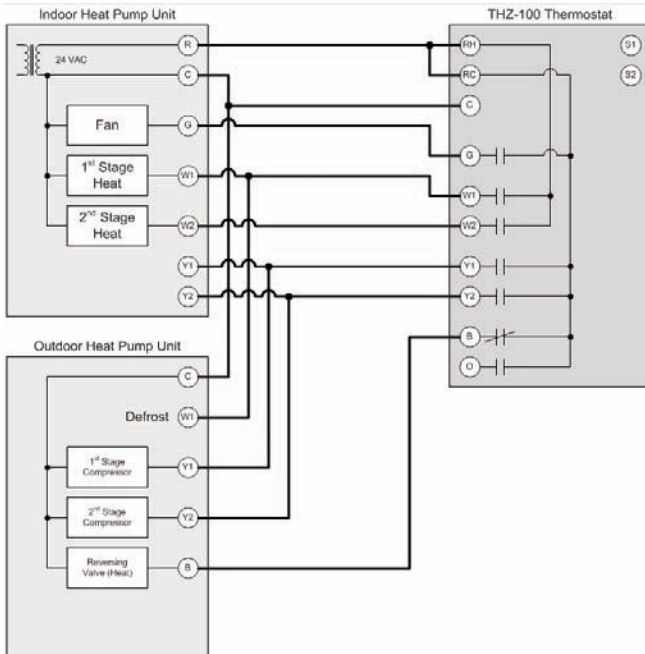 Indoor Heat Pump Unit
THZ-100 Thermostat
R
RH
S1
24 VAC
C
RC
S2
C
Fan
G
G
1st Stage
Heat
W1
W1
2nd Stage
Heat
W2
W2
Y1
Y1
Y2
Y2
Outdoor Heat Pump Unit
B
C
O
Defrost
W1
1st Stage
Compressor
Y1
2nd Stage
Compressor
Y2
Reversing
Valve (Heat)
B